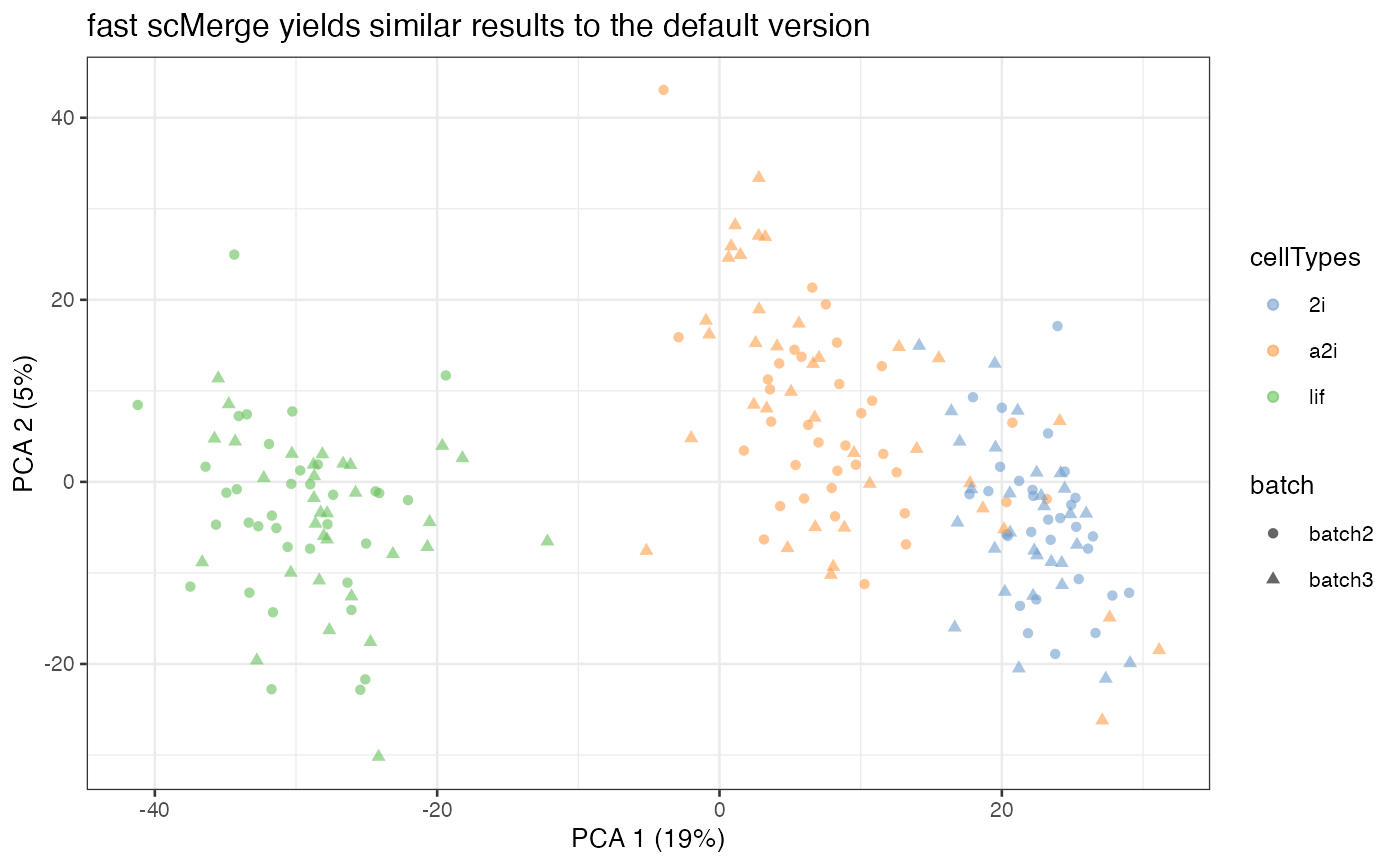 fast scMerge yields similar results to the default version
PCA 2 (5%)
40
20
0
-20
-40
-20
0
20
PCA 1 (19%)
cellTypes
2i
a2i
lif
batch
batch2
batch3